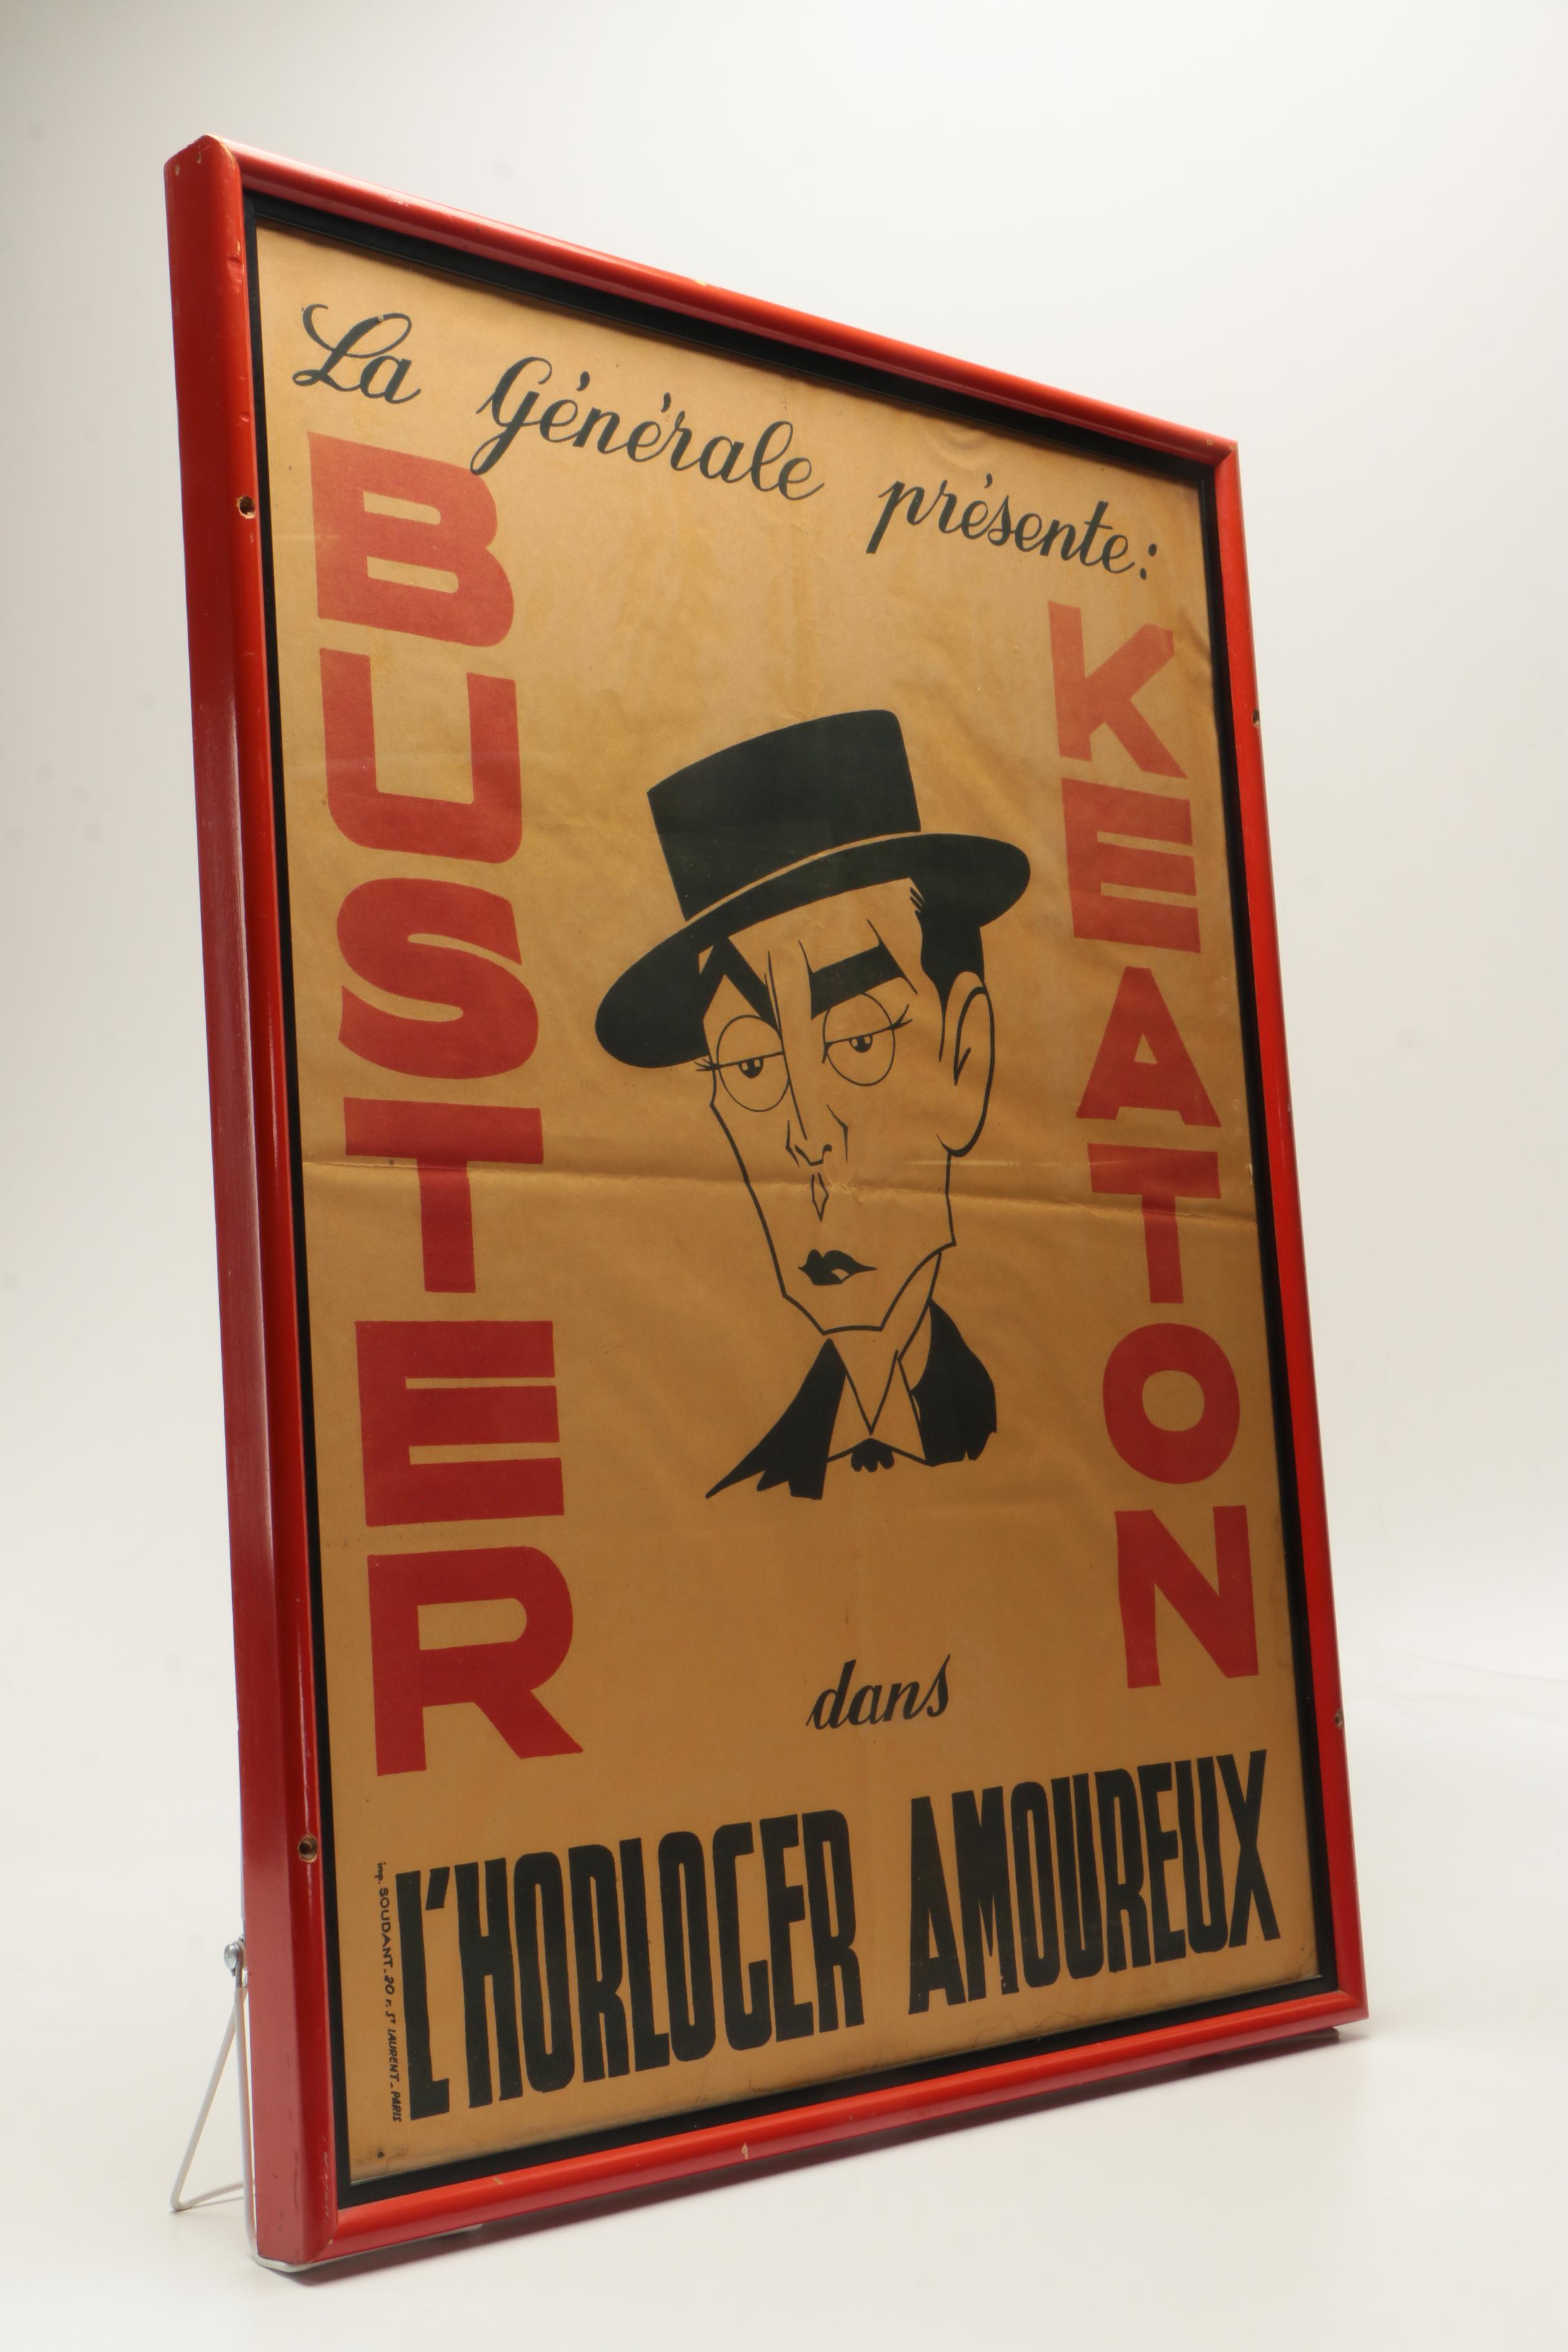 La Générale présente:
BUSTER
KEATON
dans
L'HORLOGER AMOUREUX
imp. SOUDANT. 20 r. ST LAURENT _ PARIS